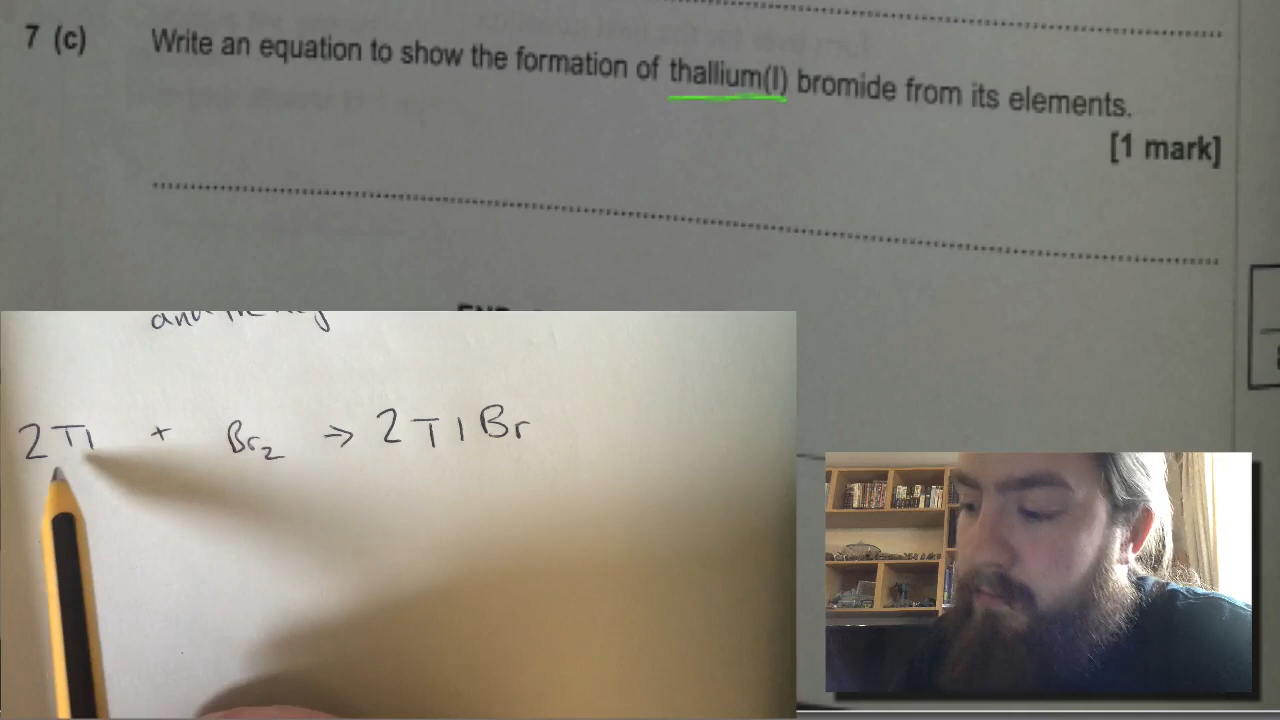 7 (c) Write an equation to show the formation of thallium(I) bromide from its elements.
[1 mark]
2Tl + Br₂ → 2TlBr